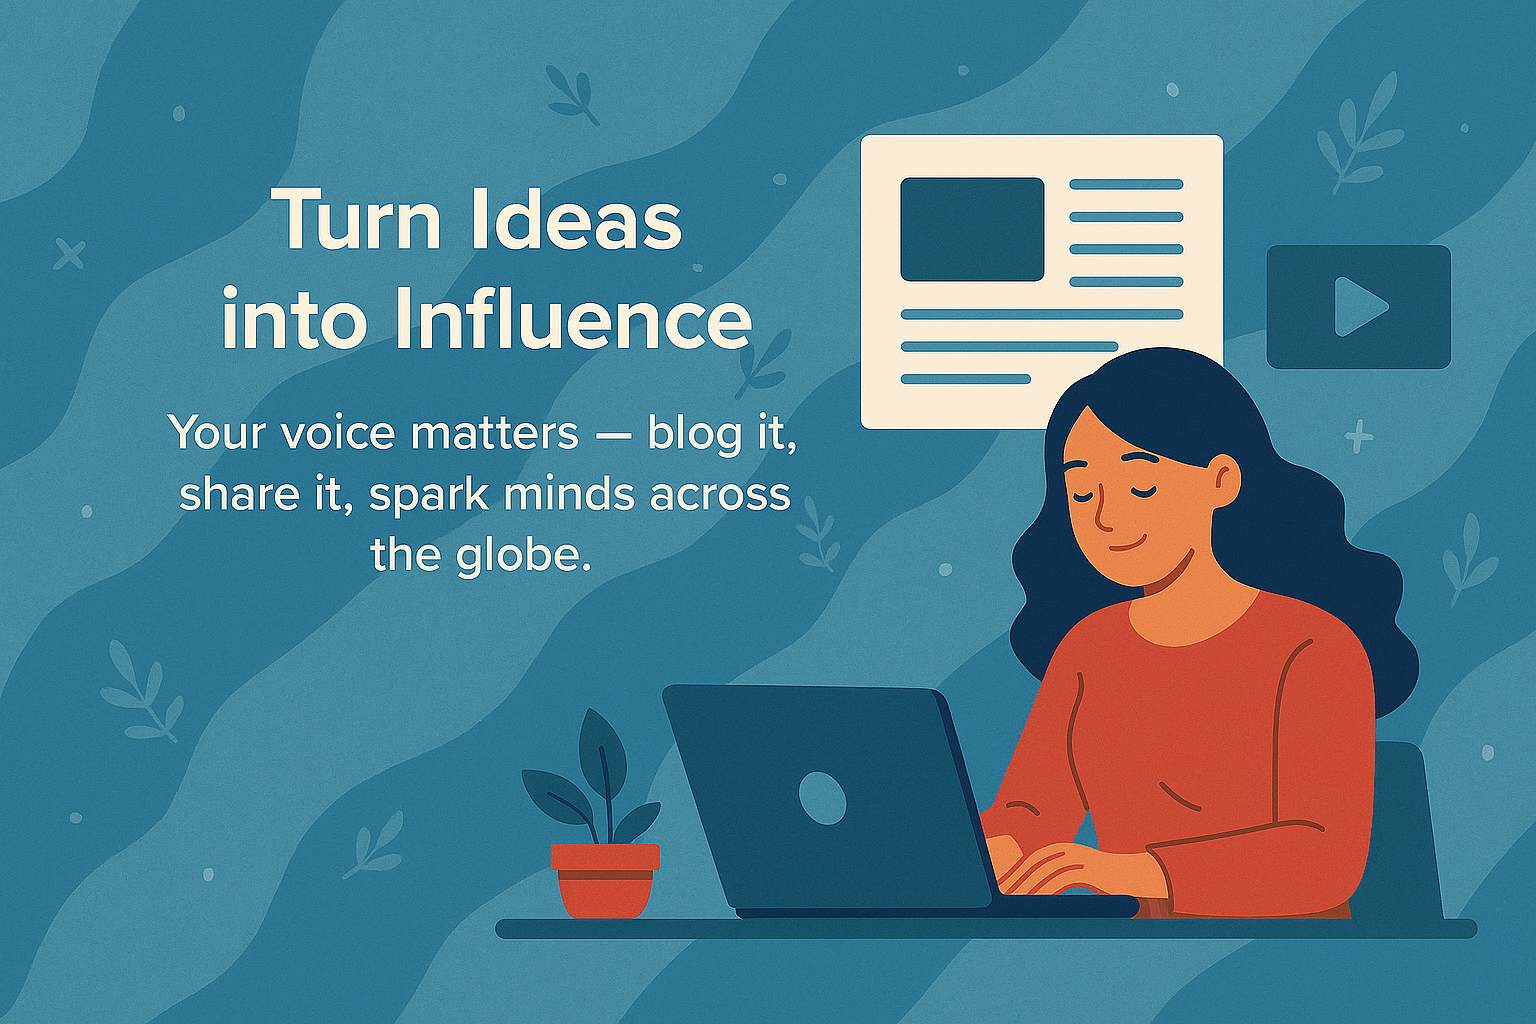 Turn Ideas
into Influence
Your voice matters — blog it,
share it, spark minds across
the globe.